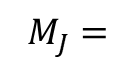 M_J =